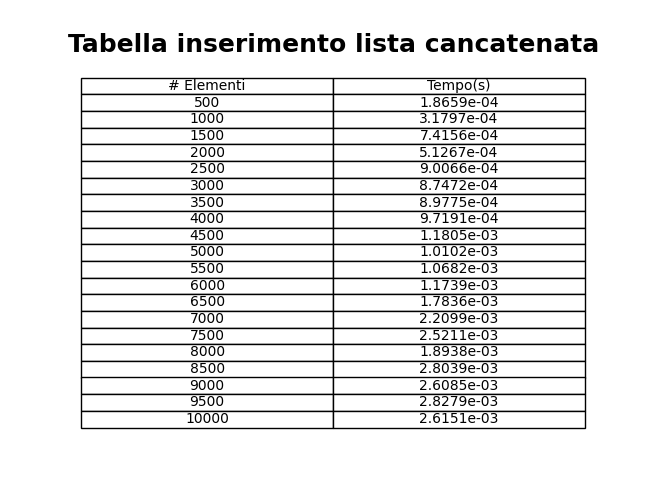 Tabella inserimento lista cancatenata
# Elementi Tempo(s)
500 1.8659e-04
1000 3.1797e-04
1500 7.4156e-04
2000 5.1267e-04
2500 9.0066e-04
3000 8.7472e-04
3500 8.9775e-04
4000 9.7191e-04
4500 1.1805e-03
5000 1.0102e-03
5500 1.0682e-03
6000 1.1739e-03
6500 1.7836e-03
7000 2.2099e-03
7500 2.5211e-03
8000 1.8938e-03
8500 2.8039e-03
9000 2.6085e-03
9500 2.8279e-03
10000 2.6151e-03